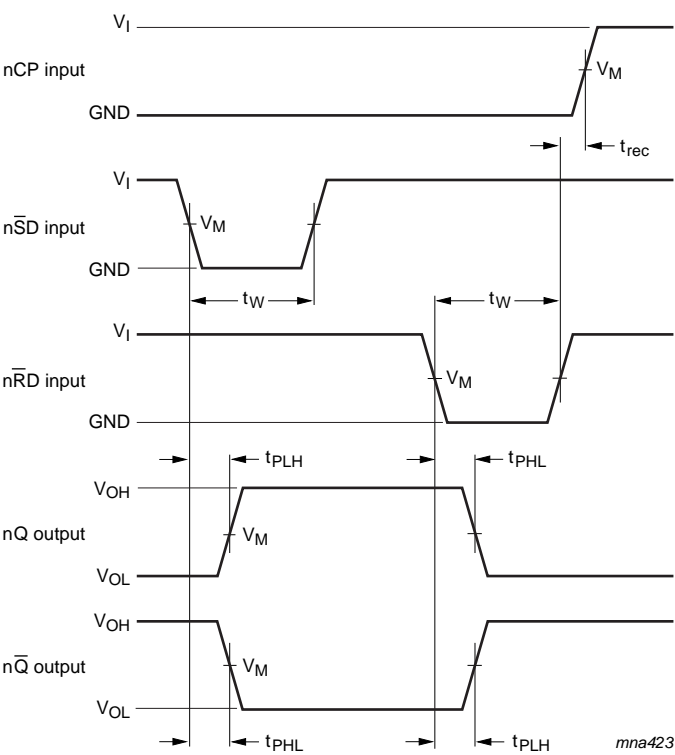 VI
nCP input
VM
GND
trec
VI
nS̅D input
VM
GND
tW
tW
VI
nR̅D input
VM
GND
tPLH
tPHL
VOH
nQ output
VM
VOL
VOH
nQ̅ output
VM
VOL
tPHL
tPLH
mna423